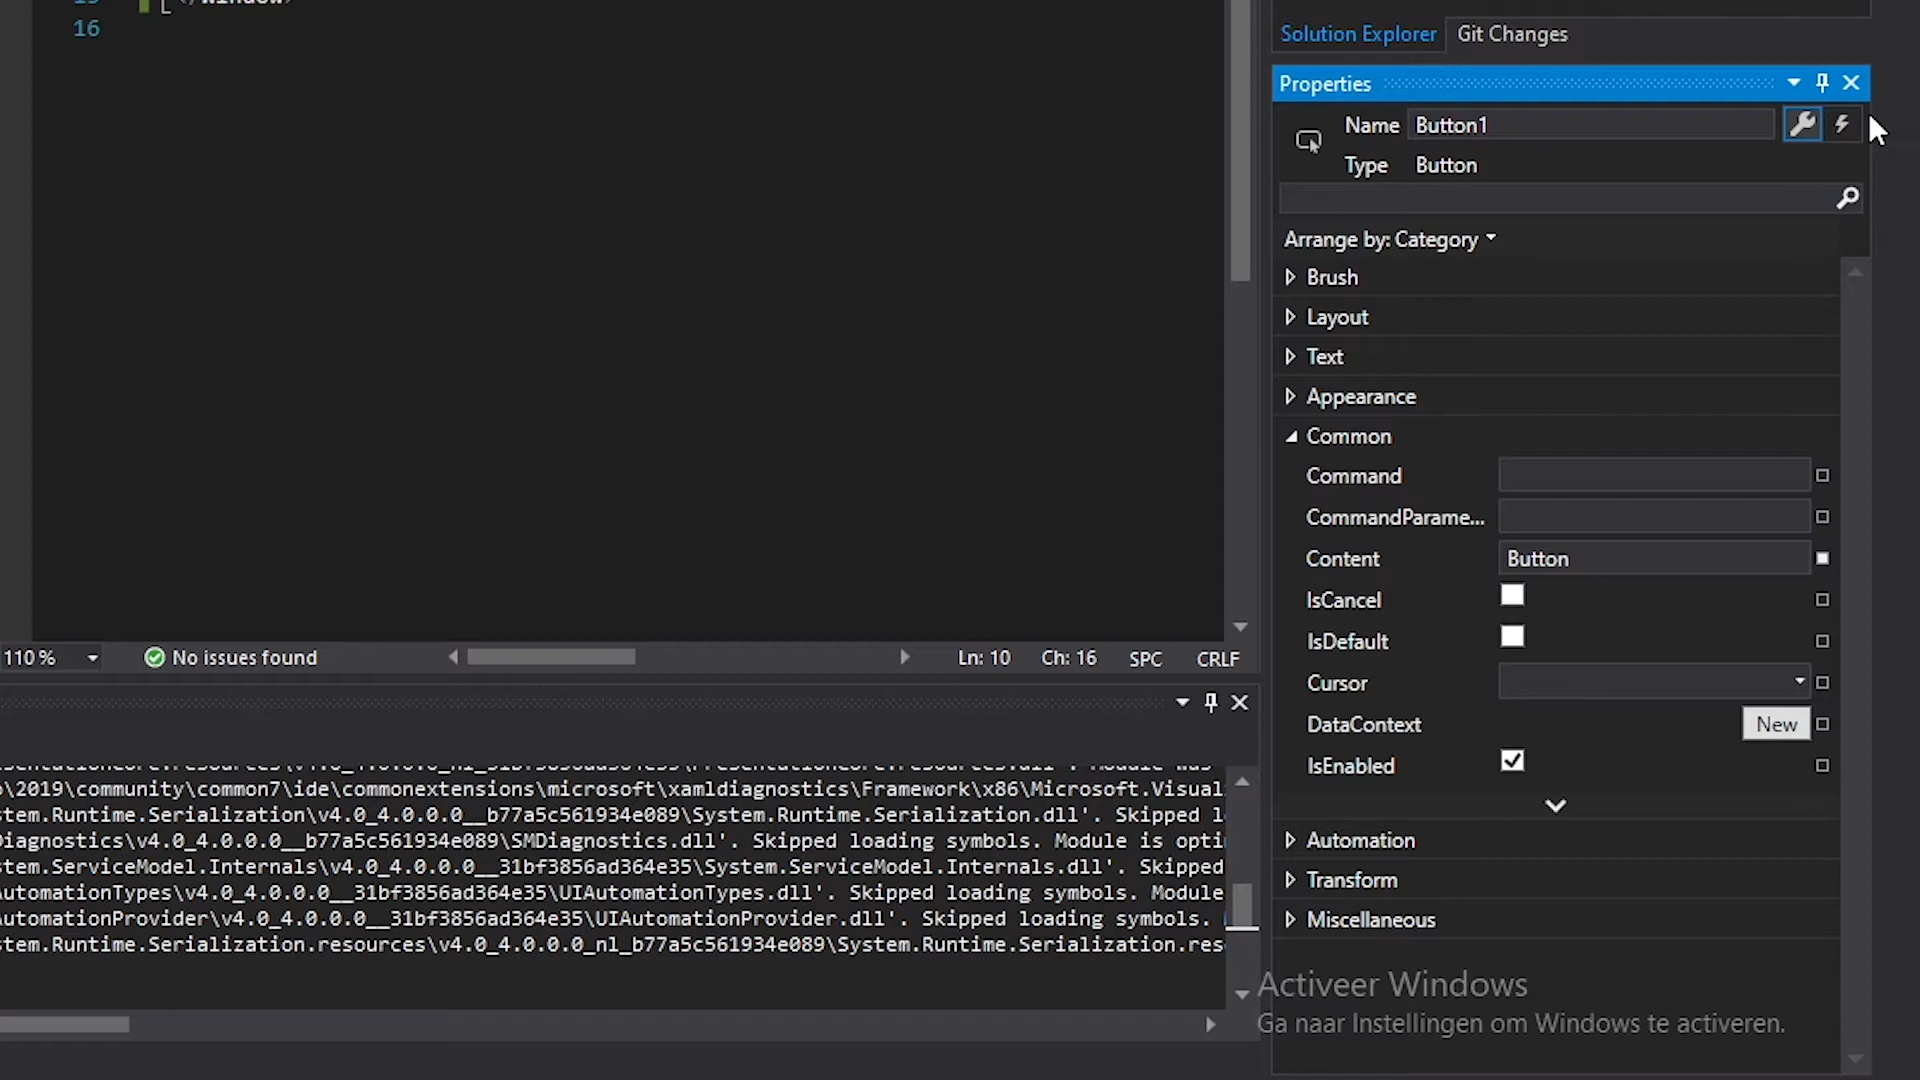 </Window>
16
Solution Explorer
Git Changes
Properties
Name Button1
Type Button
Arrange by: Category
Brush
Layout
Text
Appearance
Common
Command
CommandParame...
Content Button
IsCancel
IsDefault
Cursor
DataContext New
IsEnabled
Automation
Transform
Miscellaneous
110 %
No issues found
Ln: 10
Ch: 16
SPC
CRLF
o\2019\community\common7\ide\commonextensions\microsoft\xamldiagnostics\Framework\x86\Microsoft.Visual
tem.Runtime.Serialization\v4.0_4.0.0.0__b77a5c561934e089\System.Runtime.Serialization.dll'. Skipped l
Diagnostics\v4.0_4.0.0.0__b77a5c561934e089\SMDiagnostics.dll'. Skipped loading symbols. Module is opti
tem.ServiceModel.Internals\v4.0_4.0.0.0__31bf3856ad364e35\System.ServiceModel.Internals.dll'. Skipped
AutomationTypes\v4.0_4.0.0.0__31bf3856ad364e35\UIAutomationTypes.dll'. Skipped loading symbols. Module
AutomationProvider\v4.0_4.0.0.0__31bf3856ad364e35\UIAutomationProvider.dll'. Skipped loading symbols.
tem.Runtime.Serialization.resources\v4.0_4.0.0.0_nl_b77a5c561934e089\System.Runtime.Serialization.res
Activeer Windows
Ga naar Instellingen om Windows te activeren.